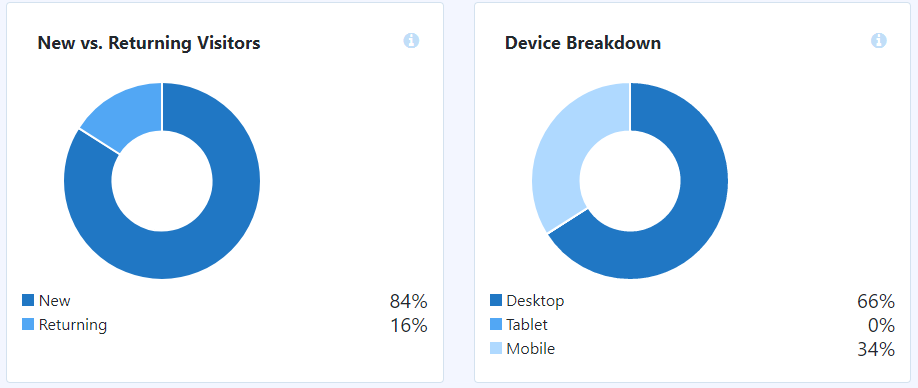 New vs. Returning Visitors
New 84%
Returning 16%
Device Breakdown
Desktop 66%
Tablet 0%
Mobile 34%